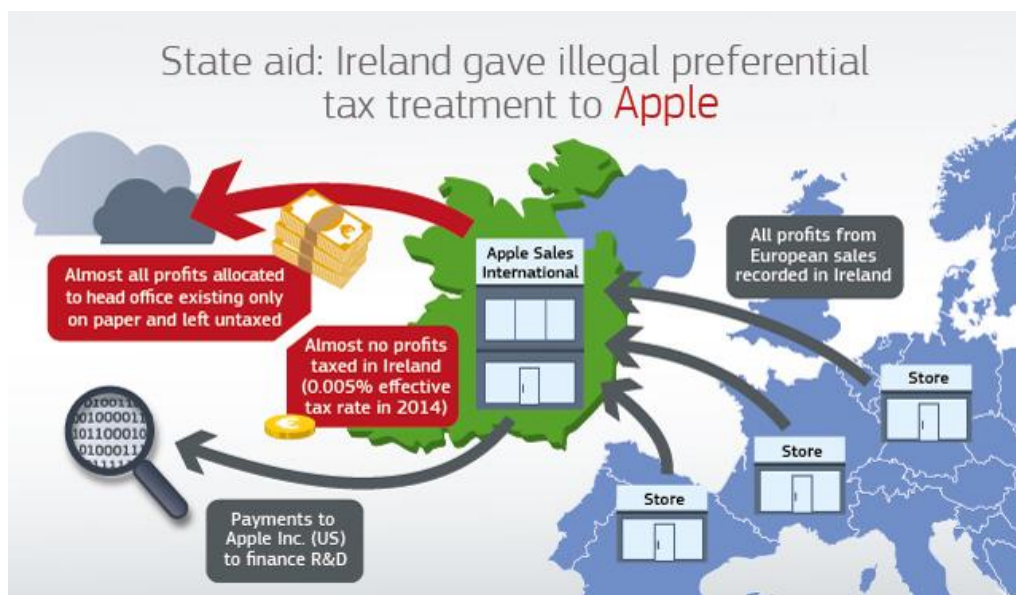 State aid: Ireland gave illegal preferential
tax treatment to Apple
Almost all profits allocated
to head office existing only
on paper and left untaxed
Apple Sales
International
All profits from
European sales
recorded in Ireland
Almost no profits
taxed in Ireland
(0.005% effective
tax rate in 2014)
Store
Store
Store
Payments to
Apple Inc. (US)
to finance R&D